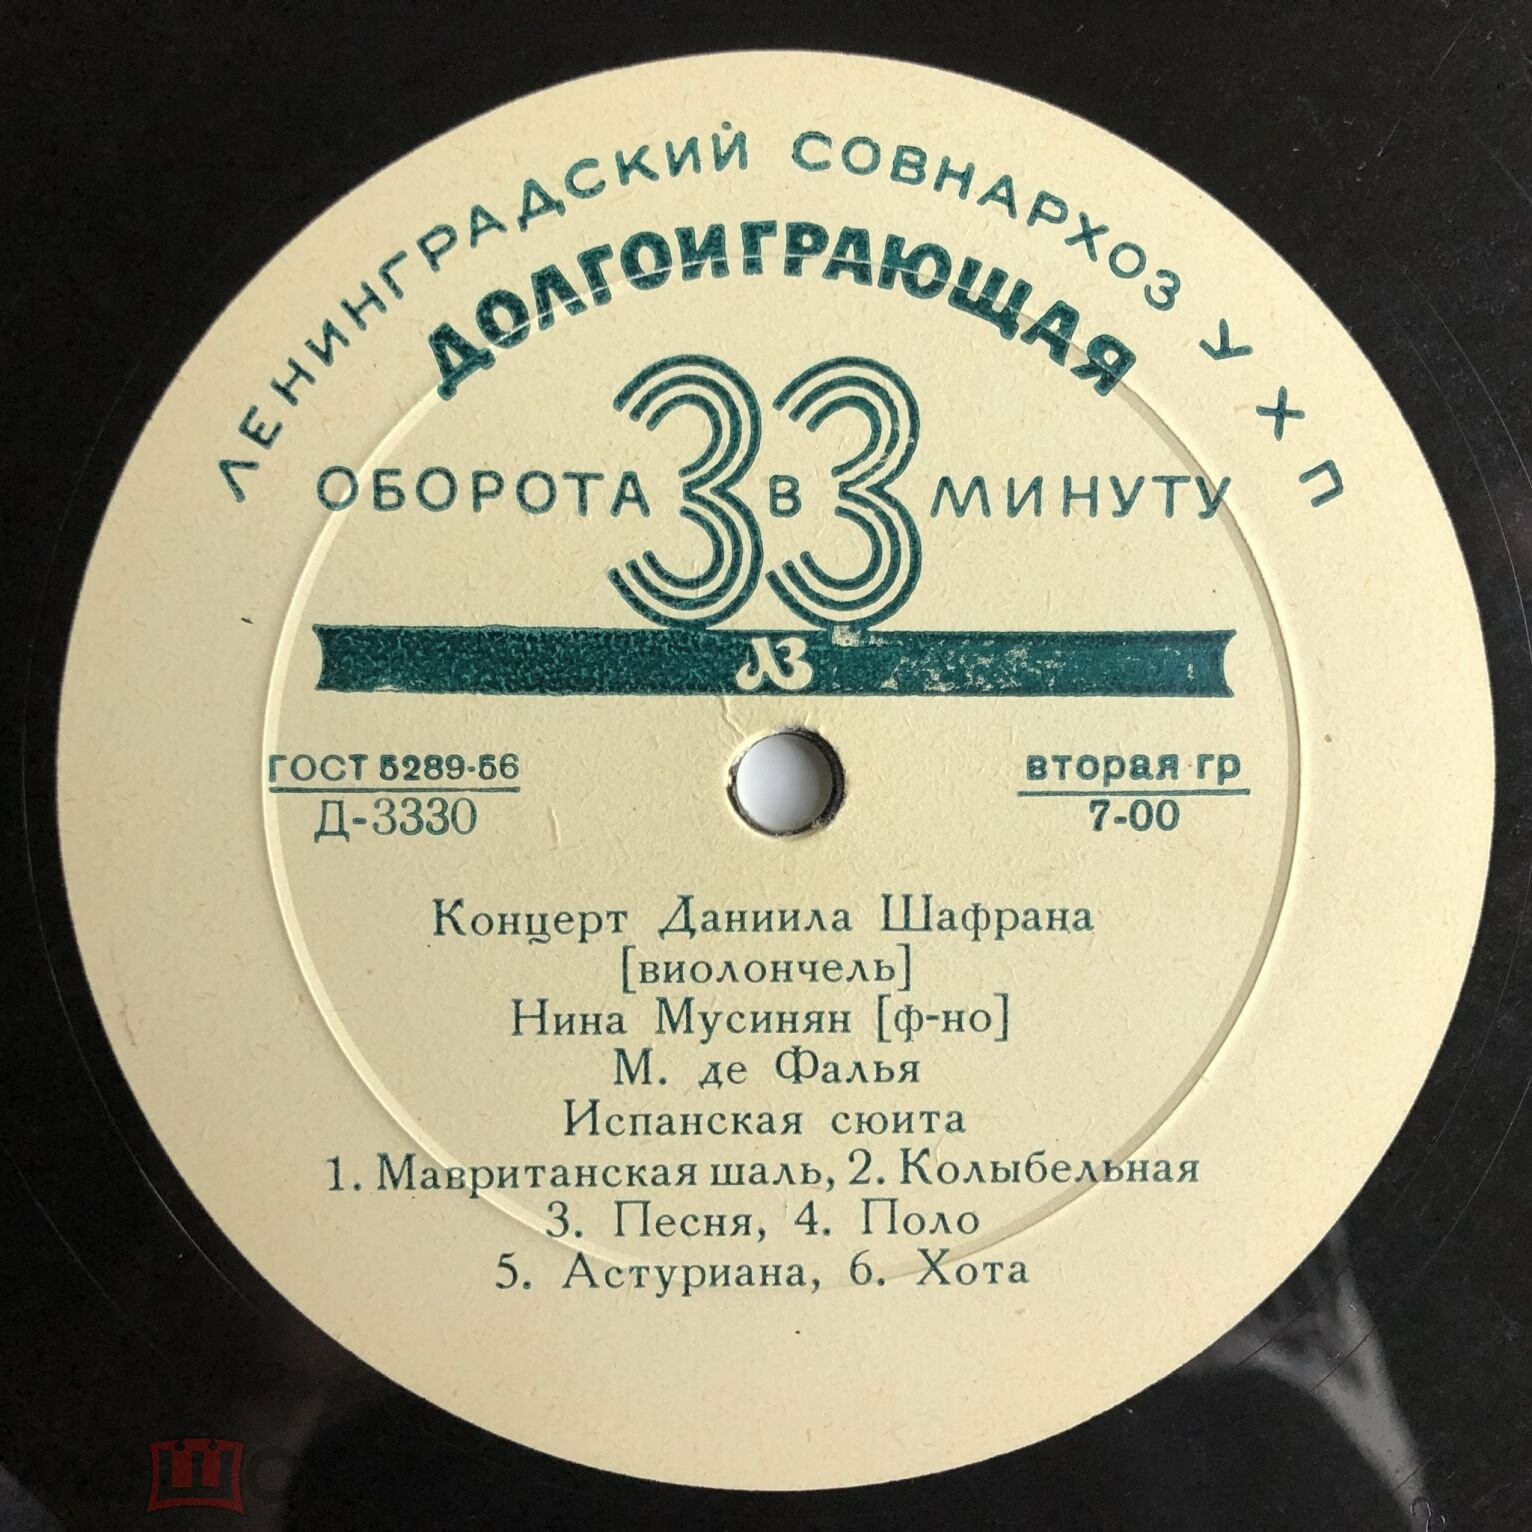 ЛЕНИНГРАДСКИЙ СОВНАРХОЗ УХП
ДОЛГОИГРАЮЩАЯ
33
ОБОРОТА В МИНУТУ
ЛЗ
ГОСТ 5289-56
Д-3330
вторая гр
7-00
Концерт Даниила Шафрана
[виолончель]
Нина Мусинян [ф-но]
М. де Фалья
Испанская сюита
1. Мавританская шаль, 2. Колыбельная
3. Песня, 4. Поло
5. Астуриана, 6. Хота